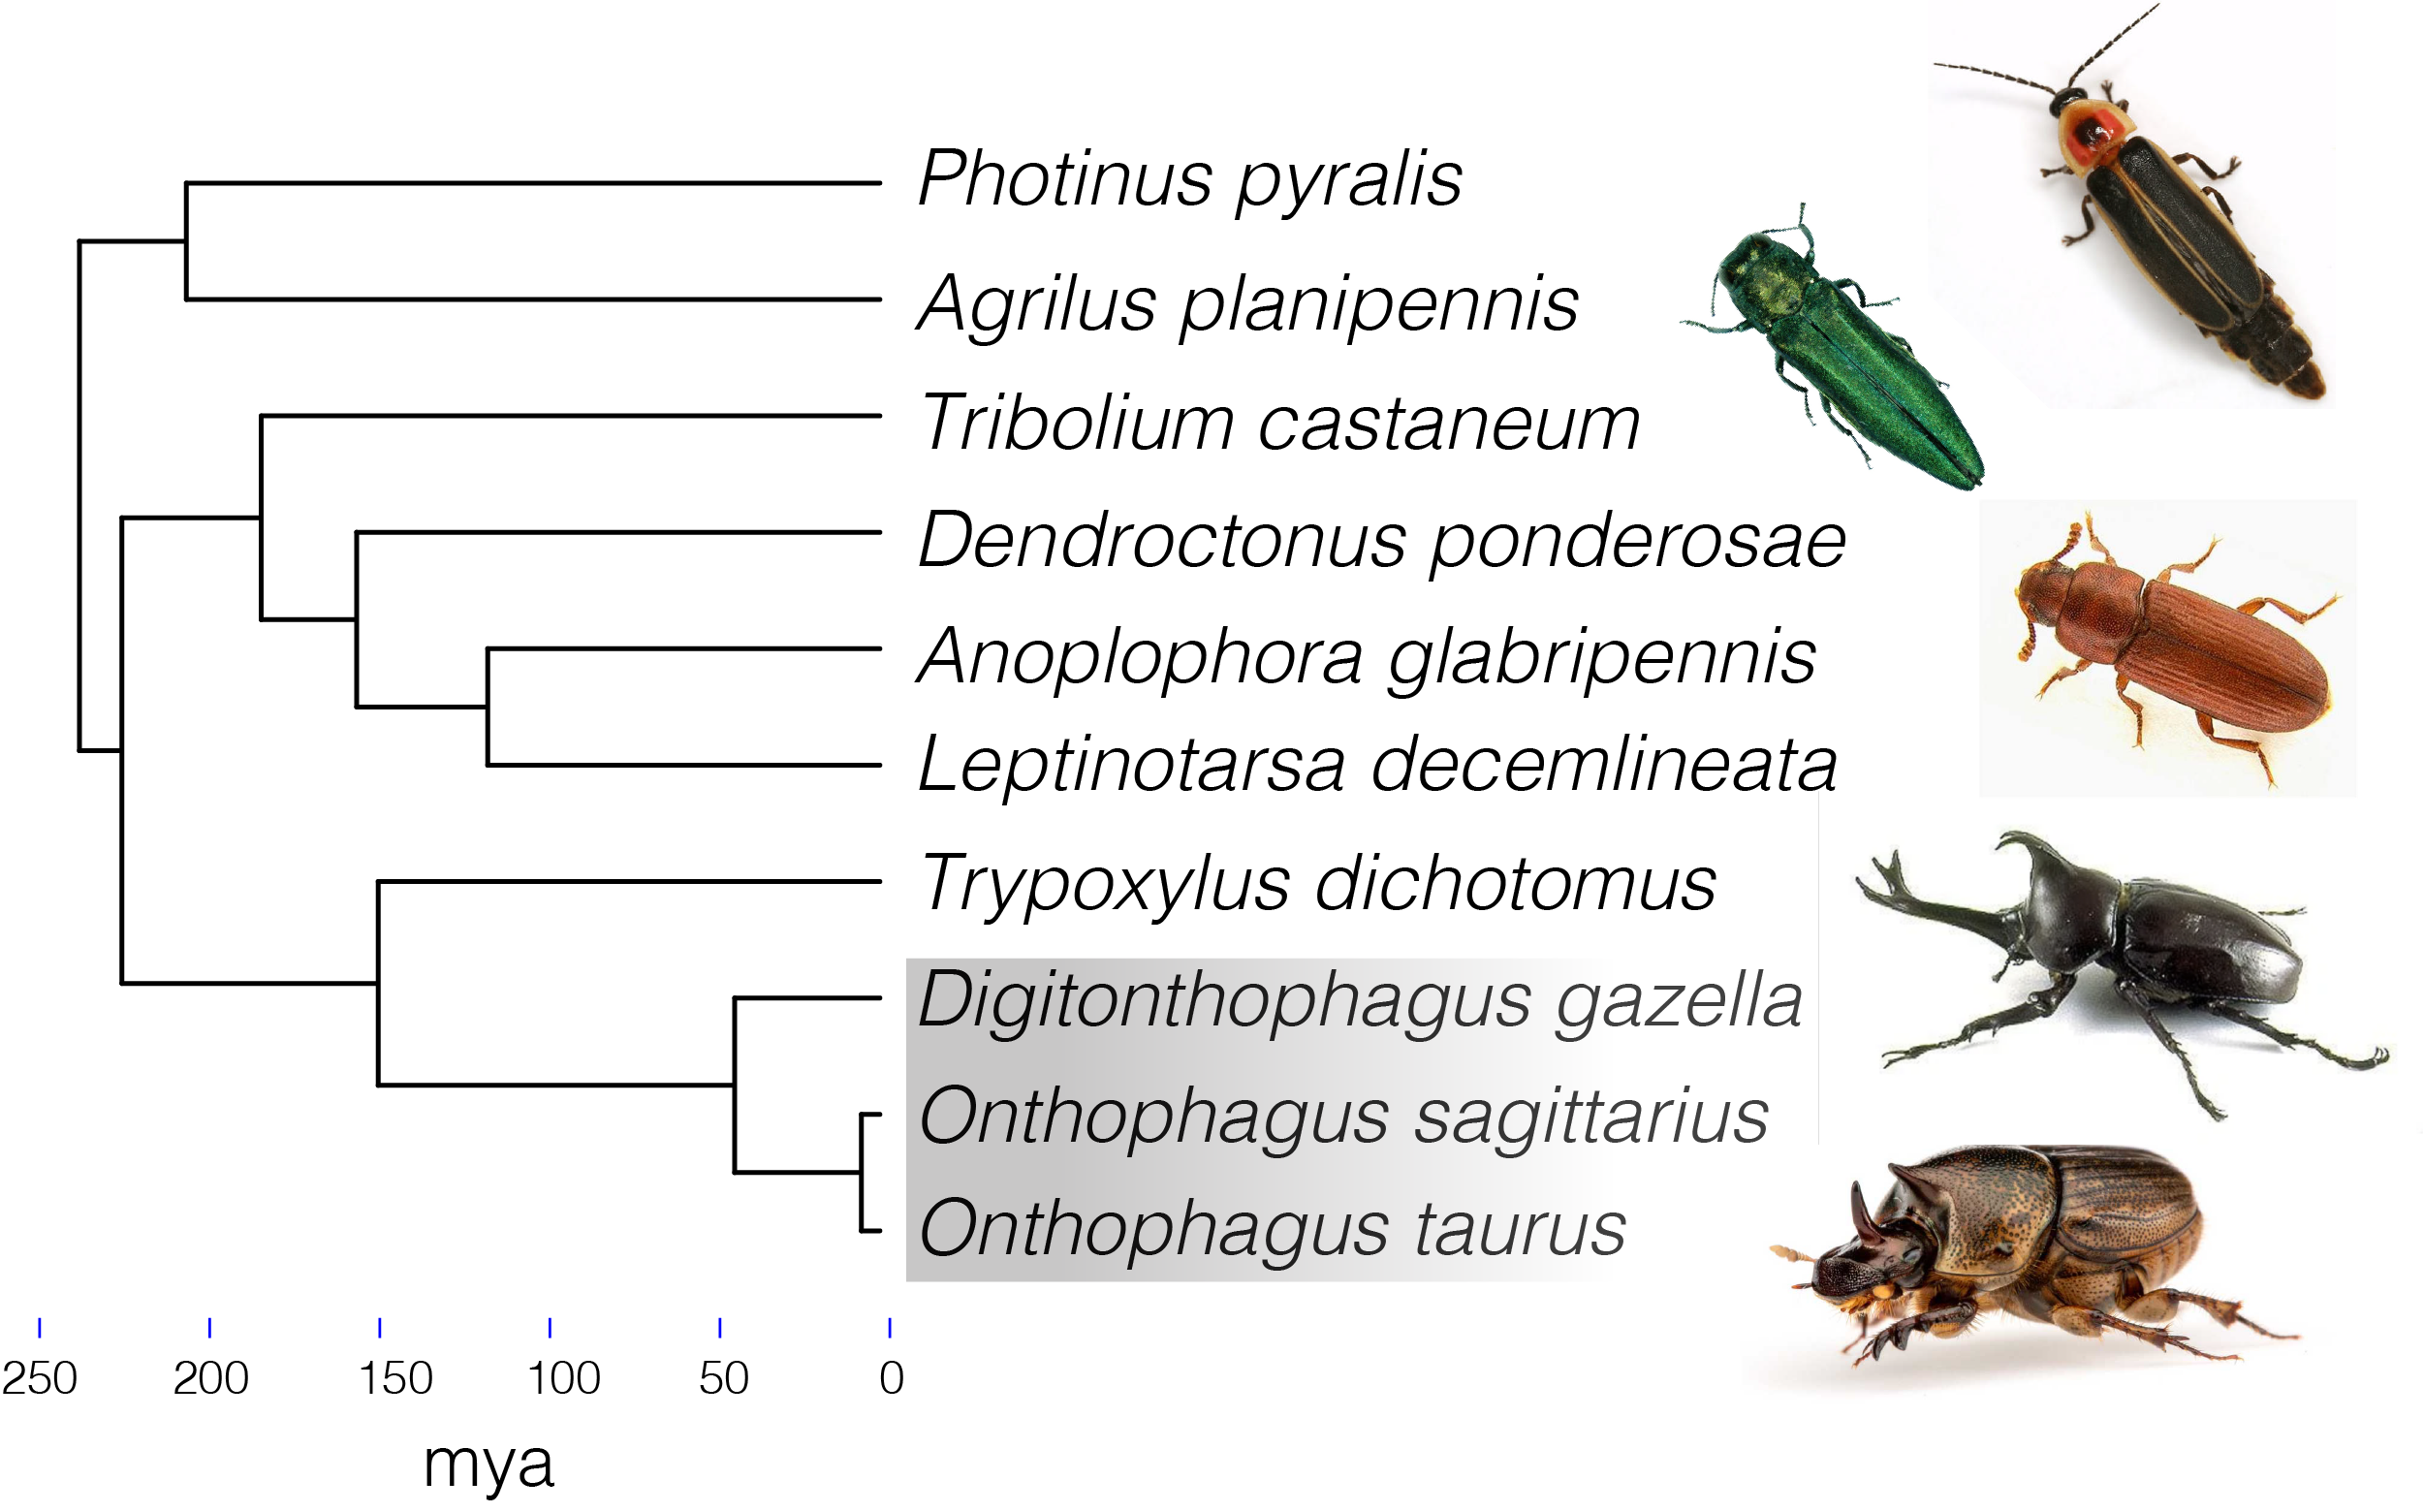 Photinus pyralis
Agrilus planipennis
Tribolium castaneum
Dendroctonus ponderosae
Anoplophora glabripennis
Leptinotarsa decemlineata
Trypoxylus dichotomus
Digitonthophagus gazella
Onthophagus sagittarius
Onthophagus taurus
250 200 150 100 50 0
mya